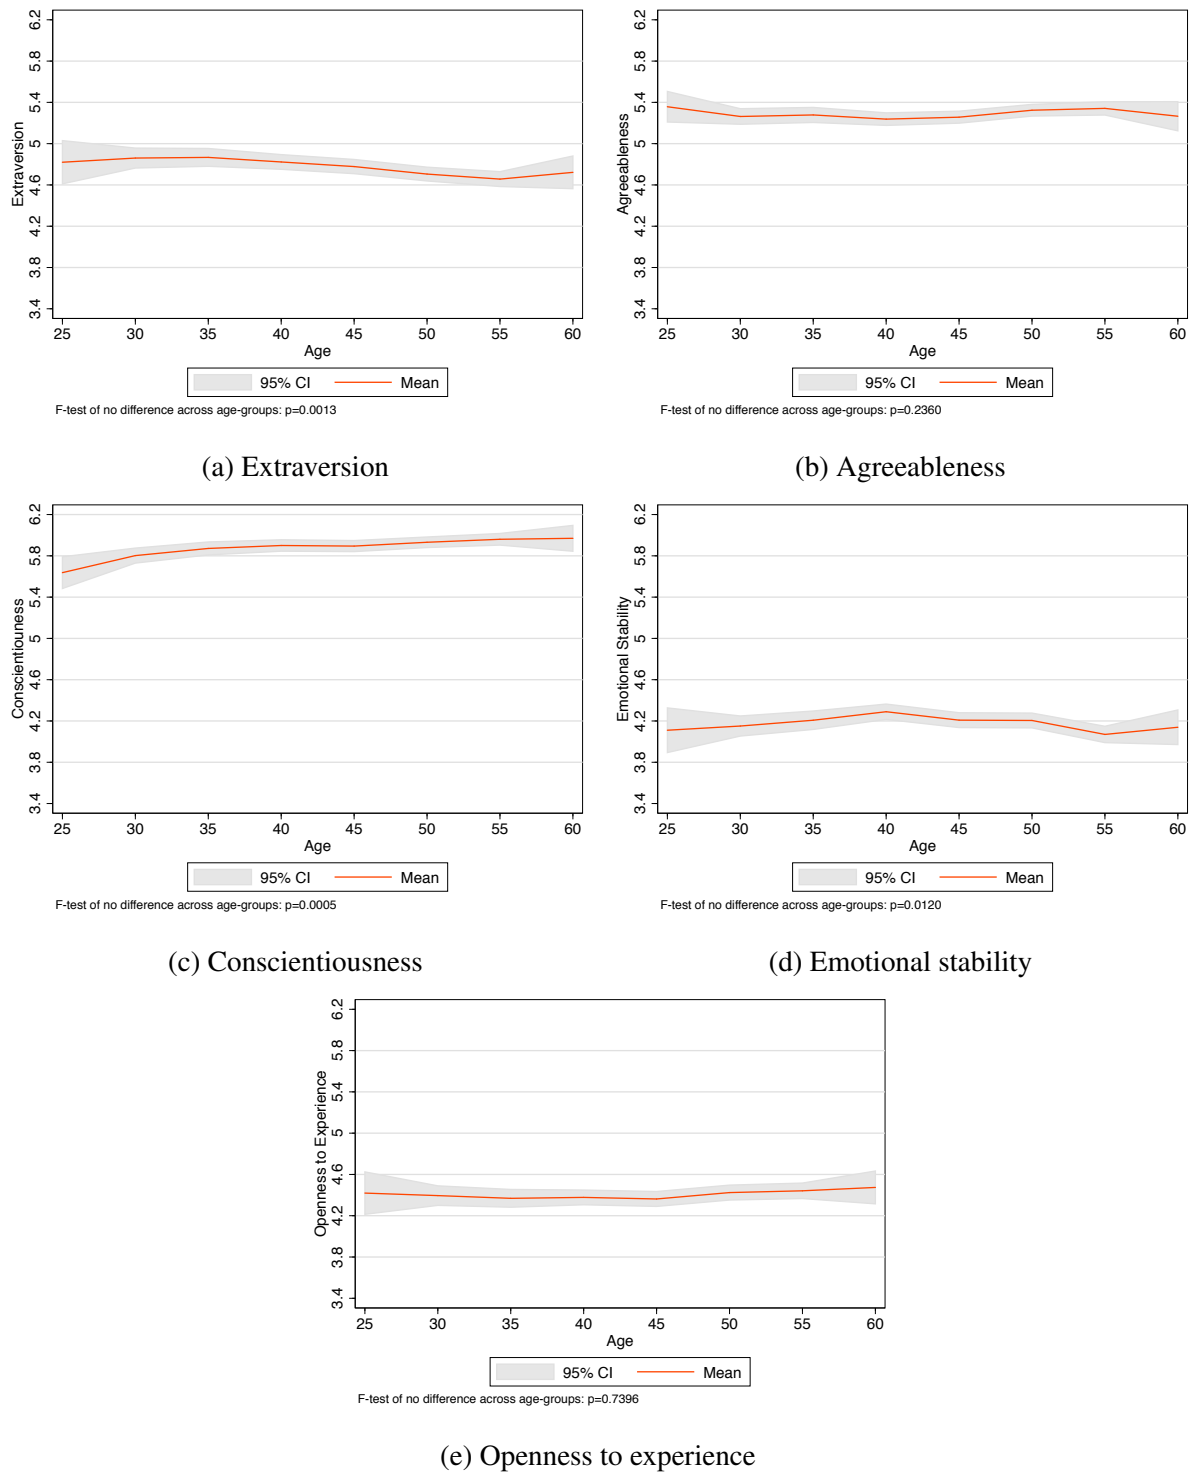 6.2
5.8
5.4
5
4.6
4.2
3.8
3.4
Extraversion
25 30 35 40 45 50 55 60
Age
95% CI Mean
F-test of no difference across age-groups: p=0.0013
(a) Extraversion
6.2
5.8
5.4
5
4.6
4.2
3.8
3.4
Agreeableness
25 30 35 40 45 50 55 60
Age
95% CI Mean
F-test of no difference across age-groups: p=0.2360
(b) Agreeableness
6.2
5.8
5.4
5
4.6
4.2
3.8
3.4
Conscientiouness
25 30 35 40 45 50 55 60
Age
95% CI Mean
F-test of no difference across age-groups: p=0.0005
(c) Conscientiousness
6.2
5.8
5.4
5
4.6
4.2
3.8
3.4
Emotional Stability
25 30 35 40 45 50 55 60
Age
95% CI Mean
F-test of no difference across age-groups: p=0.0120
(d) Emotional stability
6.2
5.8
5.4
5
4.6
4.2
3.8
3.4
Openness to Experience
25 30 35 40 45 50 55 60
Age
95% CI Mean
F-test of no difference across age-groups: p=0.7396
(e) Openness to experience